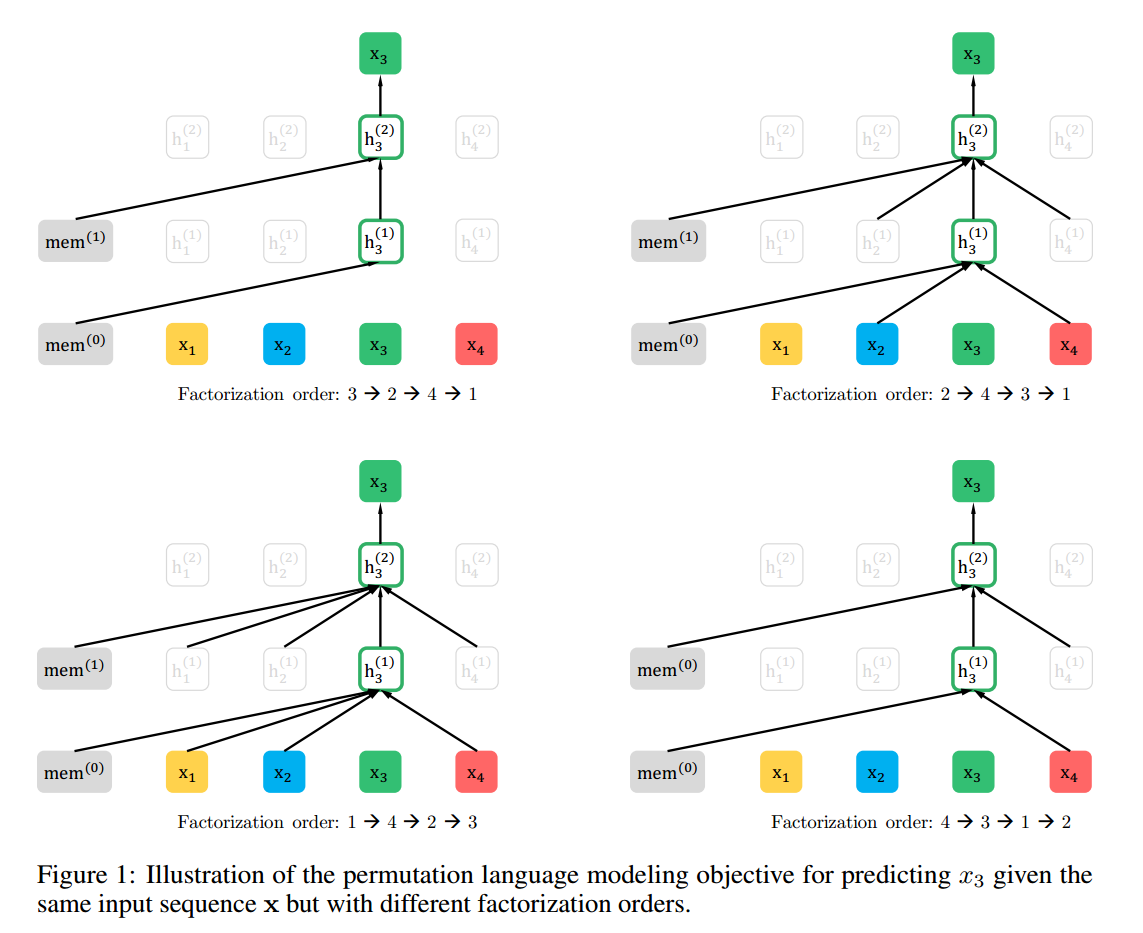 x₃ x₃
h₁⁽²⁾ h₂⁽²⁾ h₃⁽²⁾ h₄⁽²⁾ h₁⁽²⁾ h₂⁽²⁾ h₃⁽²⁾ h₄⁽²⁾
mem⁽¹⁾ h₁⁽¹⁾ h₂⁽¹⁾ h₃⁽¹⁾ h₄⁽¹⁾ mem⁽¹⁾ h₁⁽¹⁾ h₂⁽¹⁾ h₃⁽¹⁾ h₄⁽¹⁾
mem⁽⁰⁾ x₁ x₂ x₃ x₄ mem⁽⁰⁾ x₁ x₂ x₃ x₄
Factorization order: 3 → 2 → 4 → 1 Factorization order: 2 → 4 → 3 → 1
x₃ x₃
h₁⁽²⁾ h₂⁽²⁾ h₃⁽²⁾ h₄⁽²⁾ h₁⁽²⁾ h₂⁽²⁾ h₃⁽²⁾ h₄⁽²⁾
mem⁽¹⁾ h₁⁽¹⁾ h₂⁽¹⁾ h₃⁽¹⁾ h₄⁽¹⁾ mem⁽⁰⁾ h₁⁽¹⁾ h₂⁽¹⁾ h₃⁽¹⁾ h₄⁽¹⁾
mem⁽⁰⁾ x₁ x₂ x₃ x₄ mem⁽⁰⁾ x₁ x₂ x₃ x₄
Factorization order: 1 → 4 → 2 → 3 Factorization order: 4 → 3 → 1 → 2
Figure 1: Illustration of the permutation language modeling objective for predicting x₃ given the
same input sequence x but with different factorization orders.